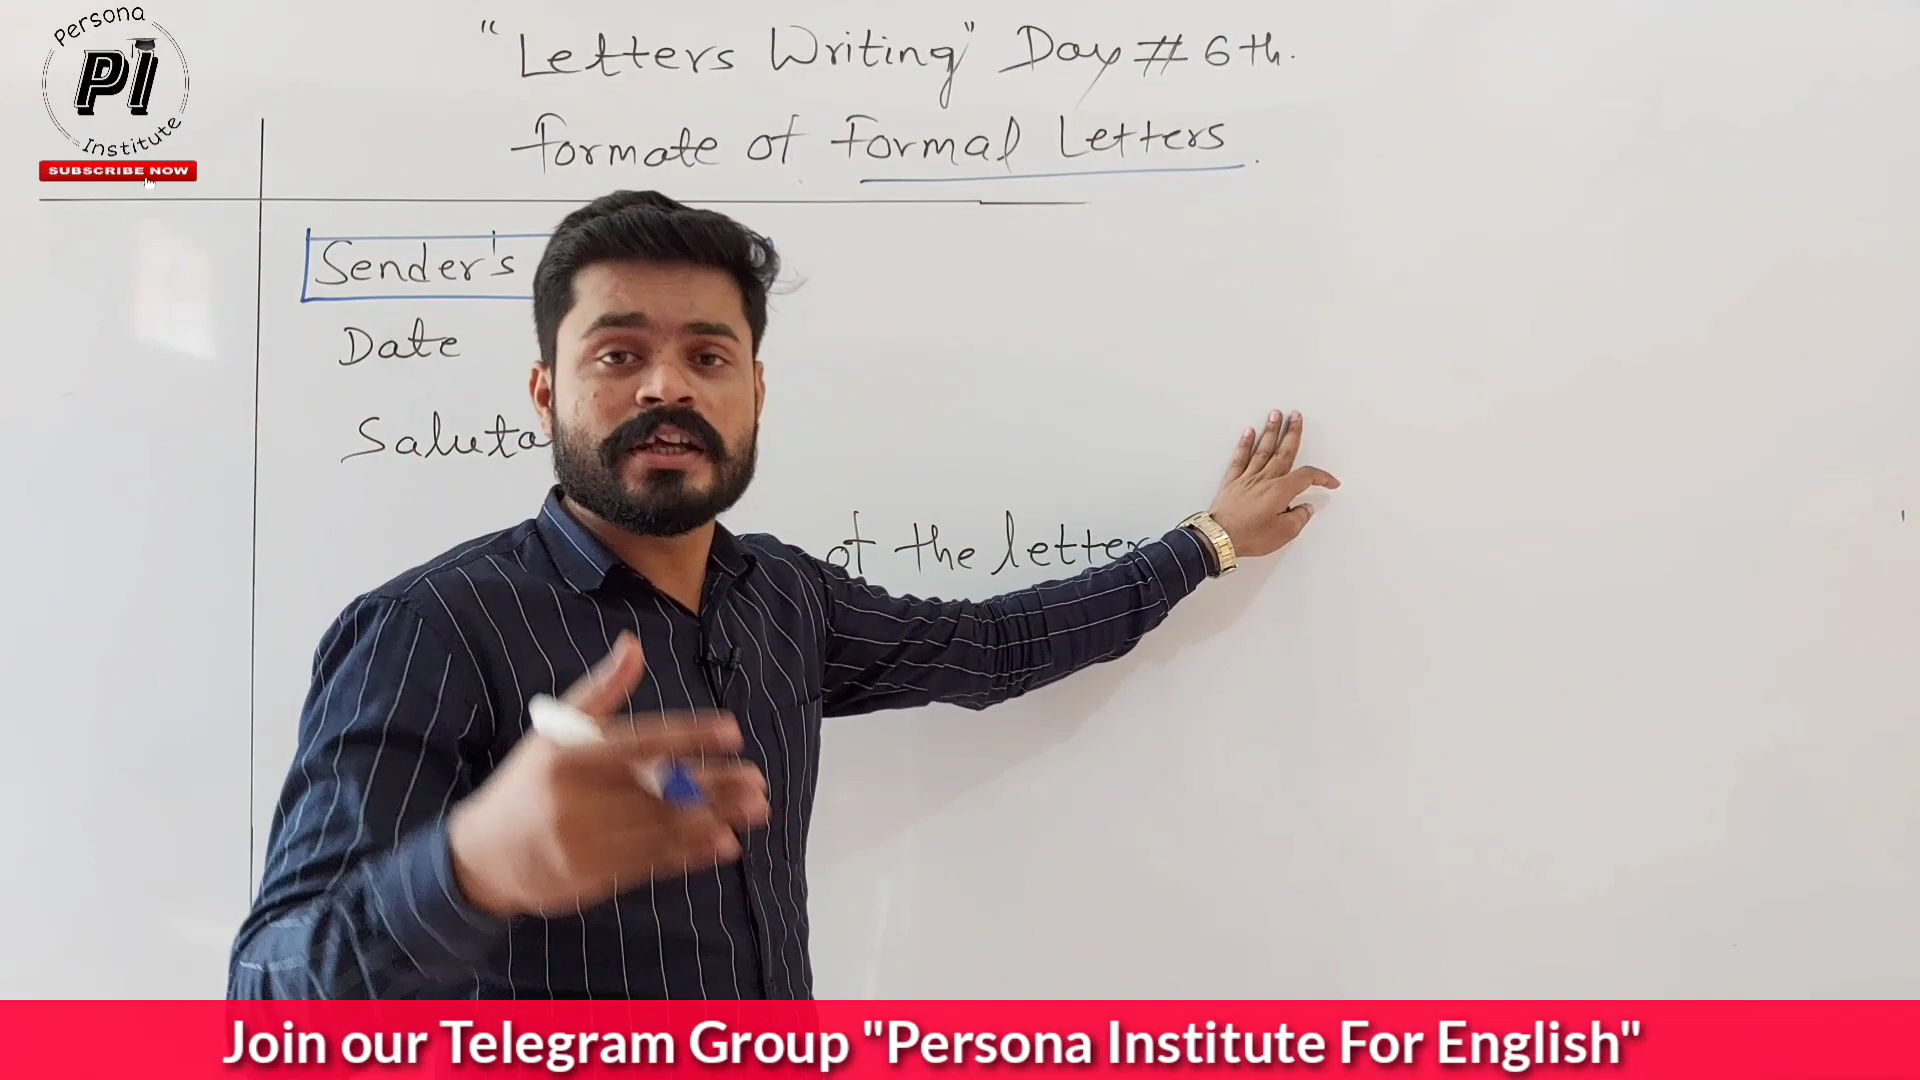 Persona
PI
Institute
SUBSCRIBE NOW
"Letters Writing" Day # 6th.
Formate of Formal Letters.
Sender's
Date
of the letter
Join our Telegram Group "Persona Institute For English"